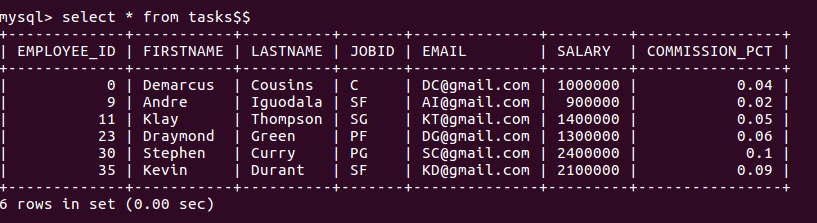 mysql> select * from tasks$$
+-------------+-----------+----------+-------+--------------+---------+----------------+
| EMPLOYEE_ID | FIRSTNAME | LASTNAME | JOBID | EMAIL        | SALARY  | COMMISSION_PCT |
+-------------+-----------+----------+-------+--------------+---------+----------------+
|           0 | Demarcus  | Cousins  | C     | DC@gmail.com | 1000000 |           0.04 |
|           9 | Andre     | Iguodala | SF    | AI@gmail.com |  900000 |           0.02 |
|          11 | Klay      | Thompson | SG    | KT@gmail.com | 1400000 |           0.05 |
|          23 | Draymond  | Green    | PF    | DG@gmail.com | 1300000 |           0.06 |
|          30 | Stephen   | Curry    | PG    | SC@gmail.com | 2400000 |            0.1 |
|          35 | Kevin     | Durant   | SF    | KD@gmail.com | 2100000 |           0.09 |
+-------------+-----------+----------+-------+--------------+---------+----------------+
6 rows in set (0.00 sec)